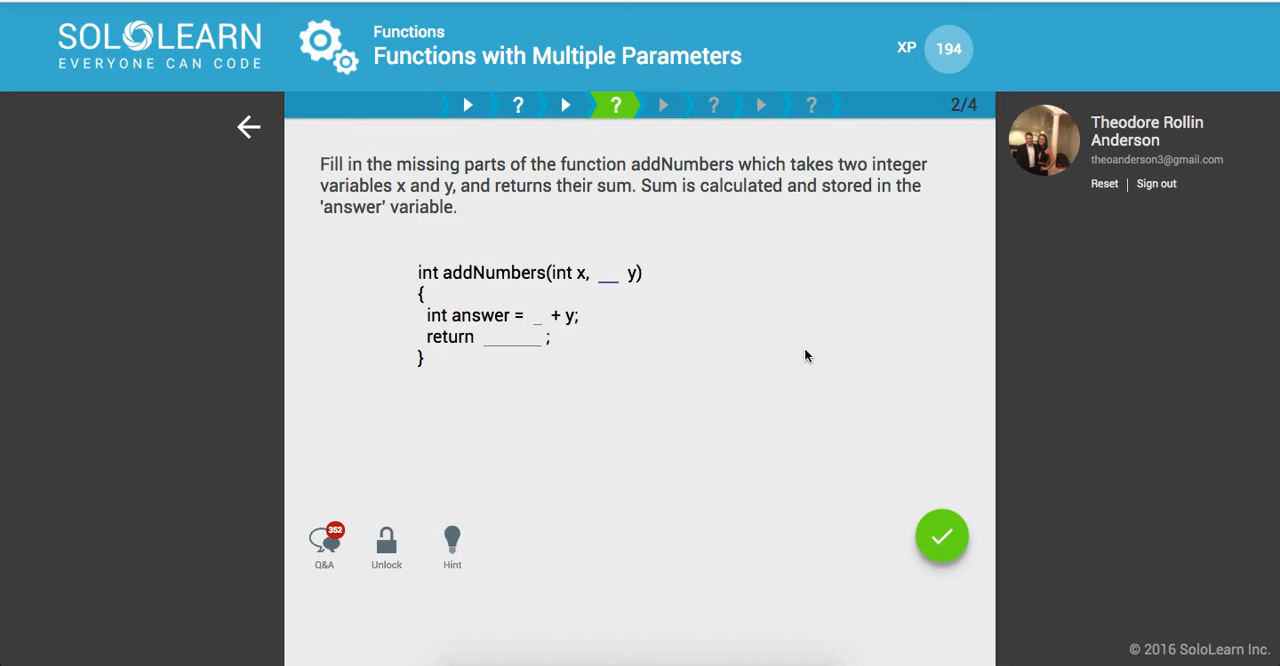 SOLOLEARN
EVERYONE CAN CODE
Functions
Functions with Multiple Parameters
XP 194
? ? ? ? 2/4
Theodore Rollin
Anderson
theoanderson3@gmail.com
Reset | Sign out
Fill in the missing parts of the function addNumbers which takes two integer
variables x and y, and returns their sum. Sum is calculated and stored in the
'answer' variable.
int addNumbers(int x, __ y)
{
int answer = _ + y;
return ______ ;
}
352
Q&A
Unlock
Hint
© 2016 SoloLearn Inc.